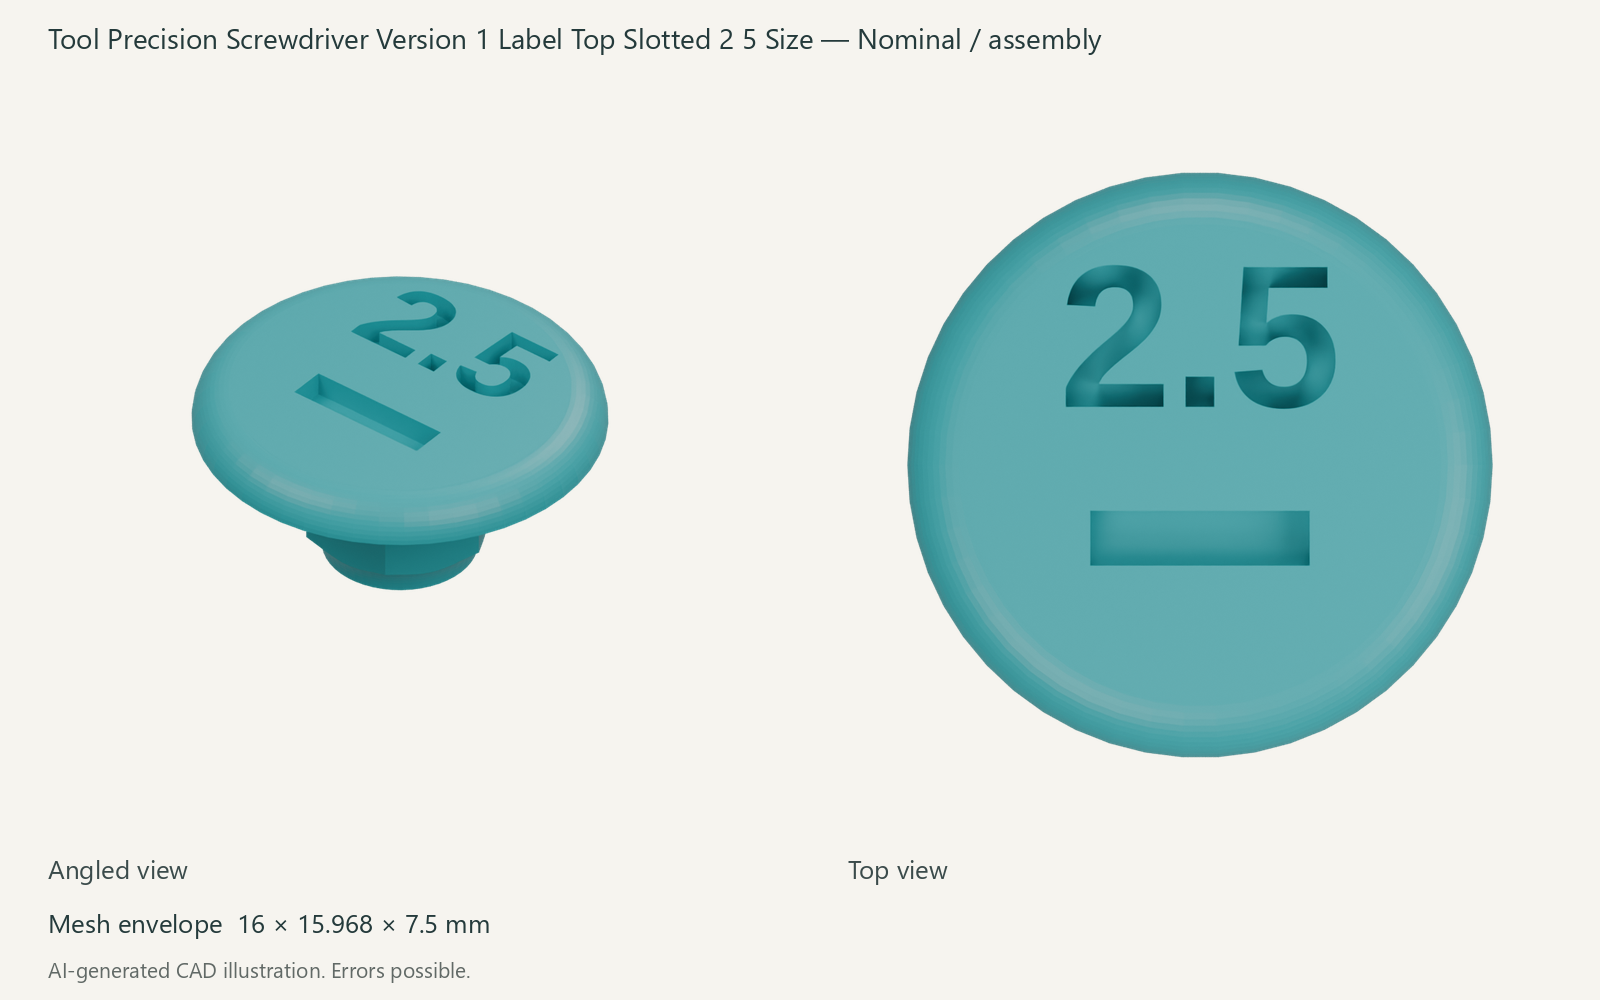 Tool Precision Screwdriver Version 1 Label Top Slotted 2 5 Size — Nominal / assembly
2.5
2.5
Angled view
Top view
Mesh envelope 16 × 15.968 × 7.5 mm
AI-generated CAD illustration. Errors possible.